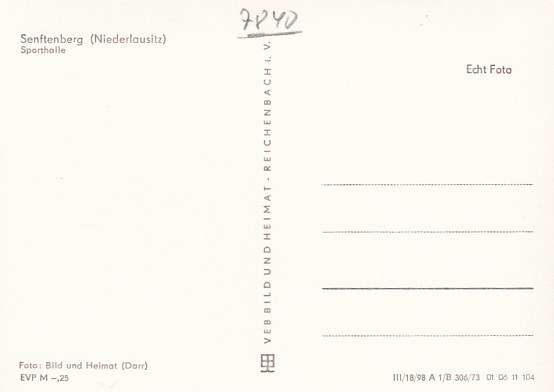 7840
Senftenberg (Niederlausitz)
Sporthalle
Echt Foto
VEB BILD UND HEIMAT - REICHENBACH i. V.
Foto: Bild und Heimat (Darr)
EVP M –,25
III/18/98 A 1/B 306/73 01 06 11 104